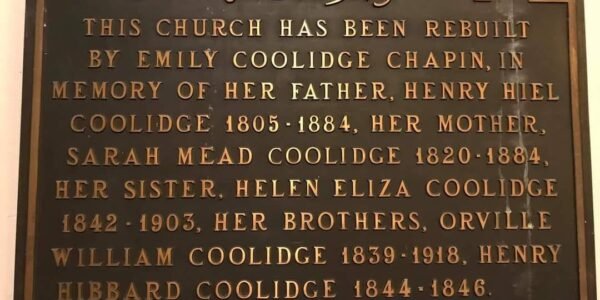 THIS CHURCH HAS BEEN REBUILT
BY EMILY COOLIDGE CHAPIN, IN
MEMORY OF HER FATHER, HENRY HIEL
COOLIDGE 1805-1884, HER MOTHER,
SARAH MEAD COOLIDGE 1820-1884,
HER SISTER, HELEN ELIZA COOLIDGE
1842-1903, HER BROTHERS, ORVILLE
WILLIAM COOLIDGE 1839-1918, HENRY
HIBBARD COOLIDGE 1844-1846.